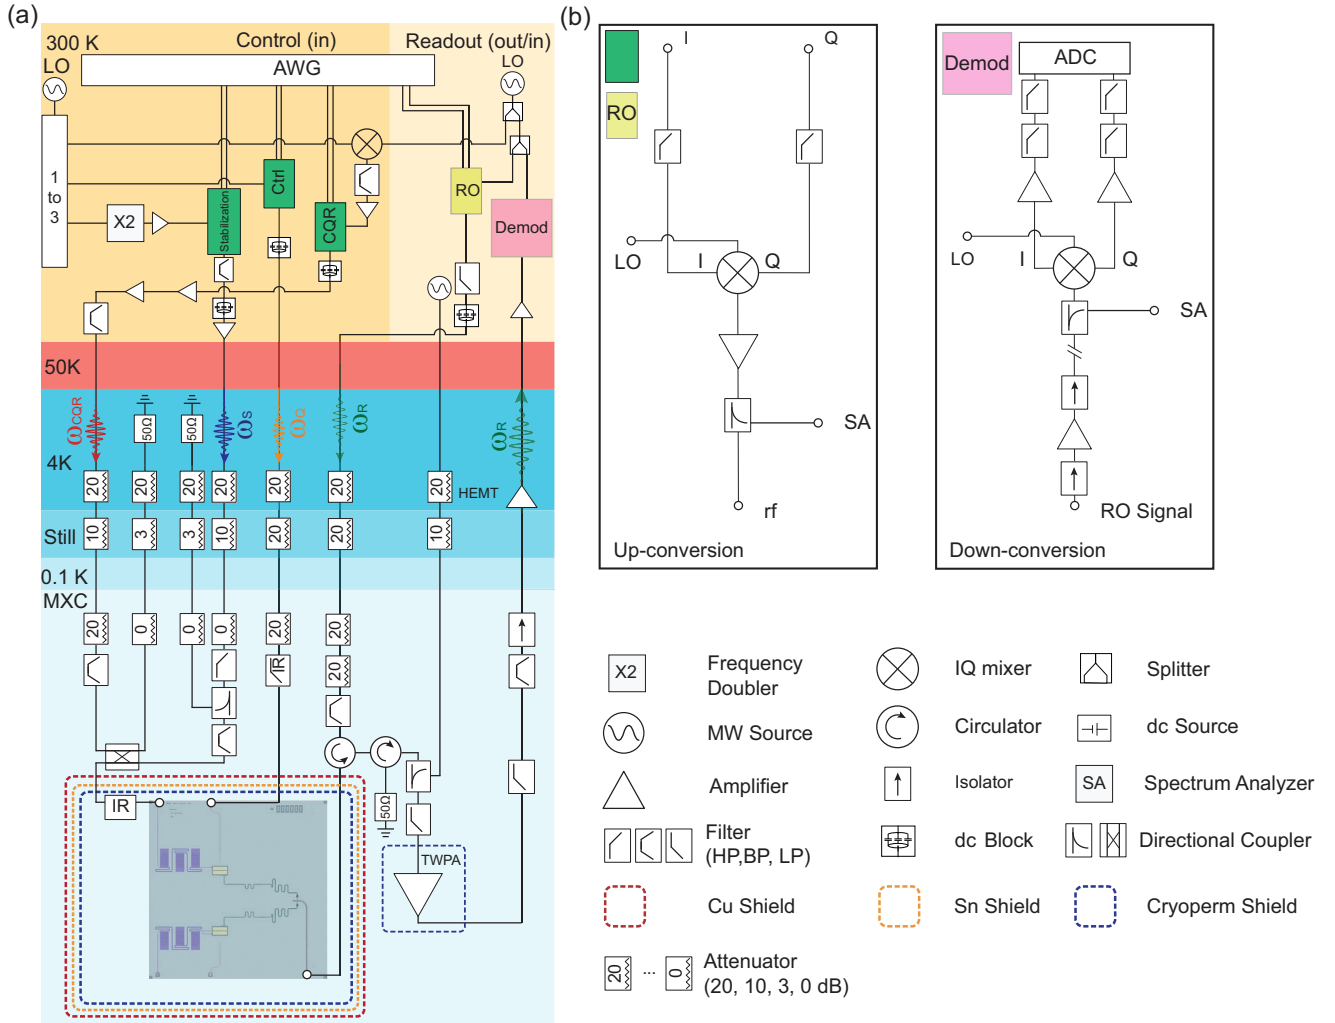 (a)
300 K
Control (in)
Readout (out/in)
LO
AWG
LO
1
to
3
X2
Stabilization
Ctrl
CQR
RO
Demod
50K
ωCQR
50Ω
50Ω
ωS
ωQ
ωR
ωR
4K
20
20
20
20
20
20
20
HEMT
Still
10
3
3
10
20
20
10
0.1 K
MXC
20
0
0
0
20
20
IR
20
IR
50Ω
TWPA
(b)
I
Q
RO
LO
I
Q
SA
rf
Up-conversion
Demod
ADC
LO
I
Q
SA
RO Signal
Down-conversion
X2
Frequency
Doubler
IQ mixer
Splitter
MW Source
Circulator
dc Source
Amplifier
Isolator
SA
Spectrum Analyzer
Filter
(HP,BP, LP)
dc Block
Directional Coupler
Cu Shield
Sn Shield
Cryoperm Shield
20
...
0
Attenuator
(20, 10, 3, 0 dB)